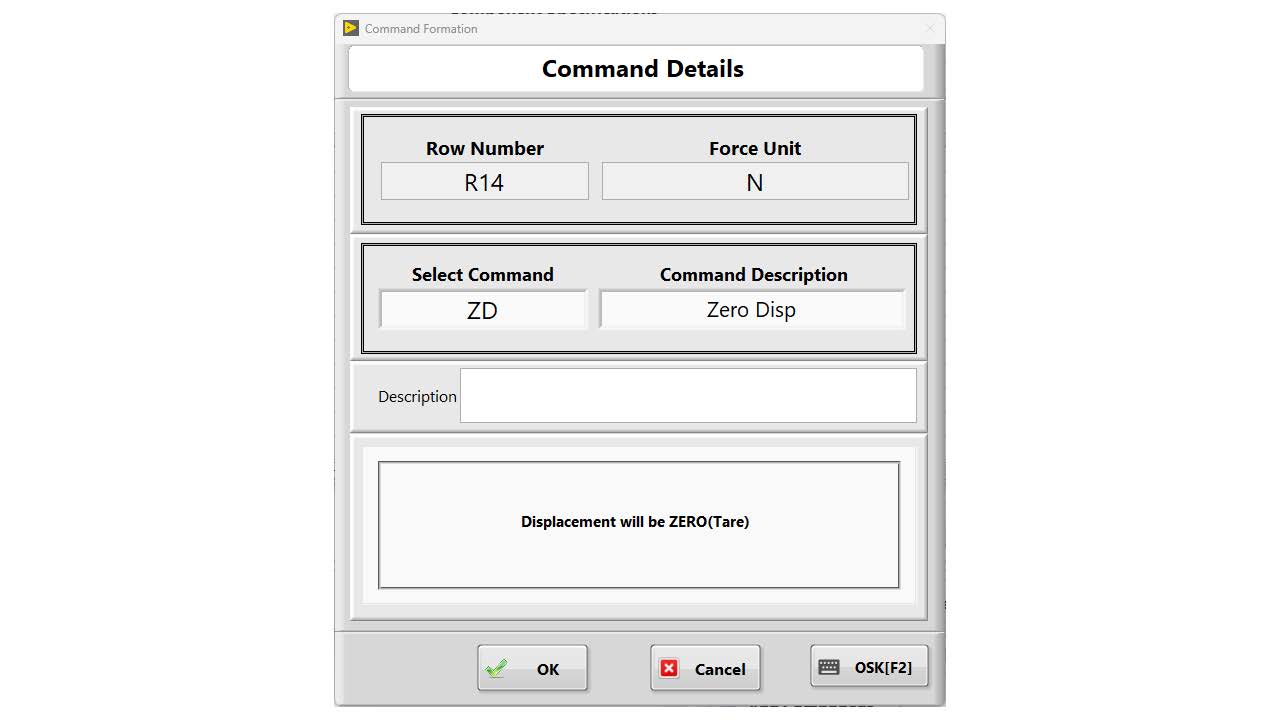 Command Formation
Command Details
Row Number Force Unit
R14 N
Select Command Command Description
ZD Zero Disp
Description
Displacement will be ZERO(Tare)
OK Cancel OSK[F2]